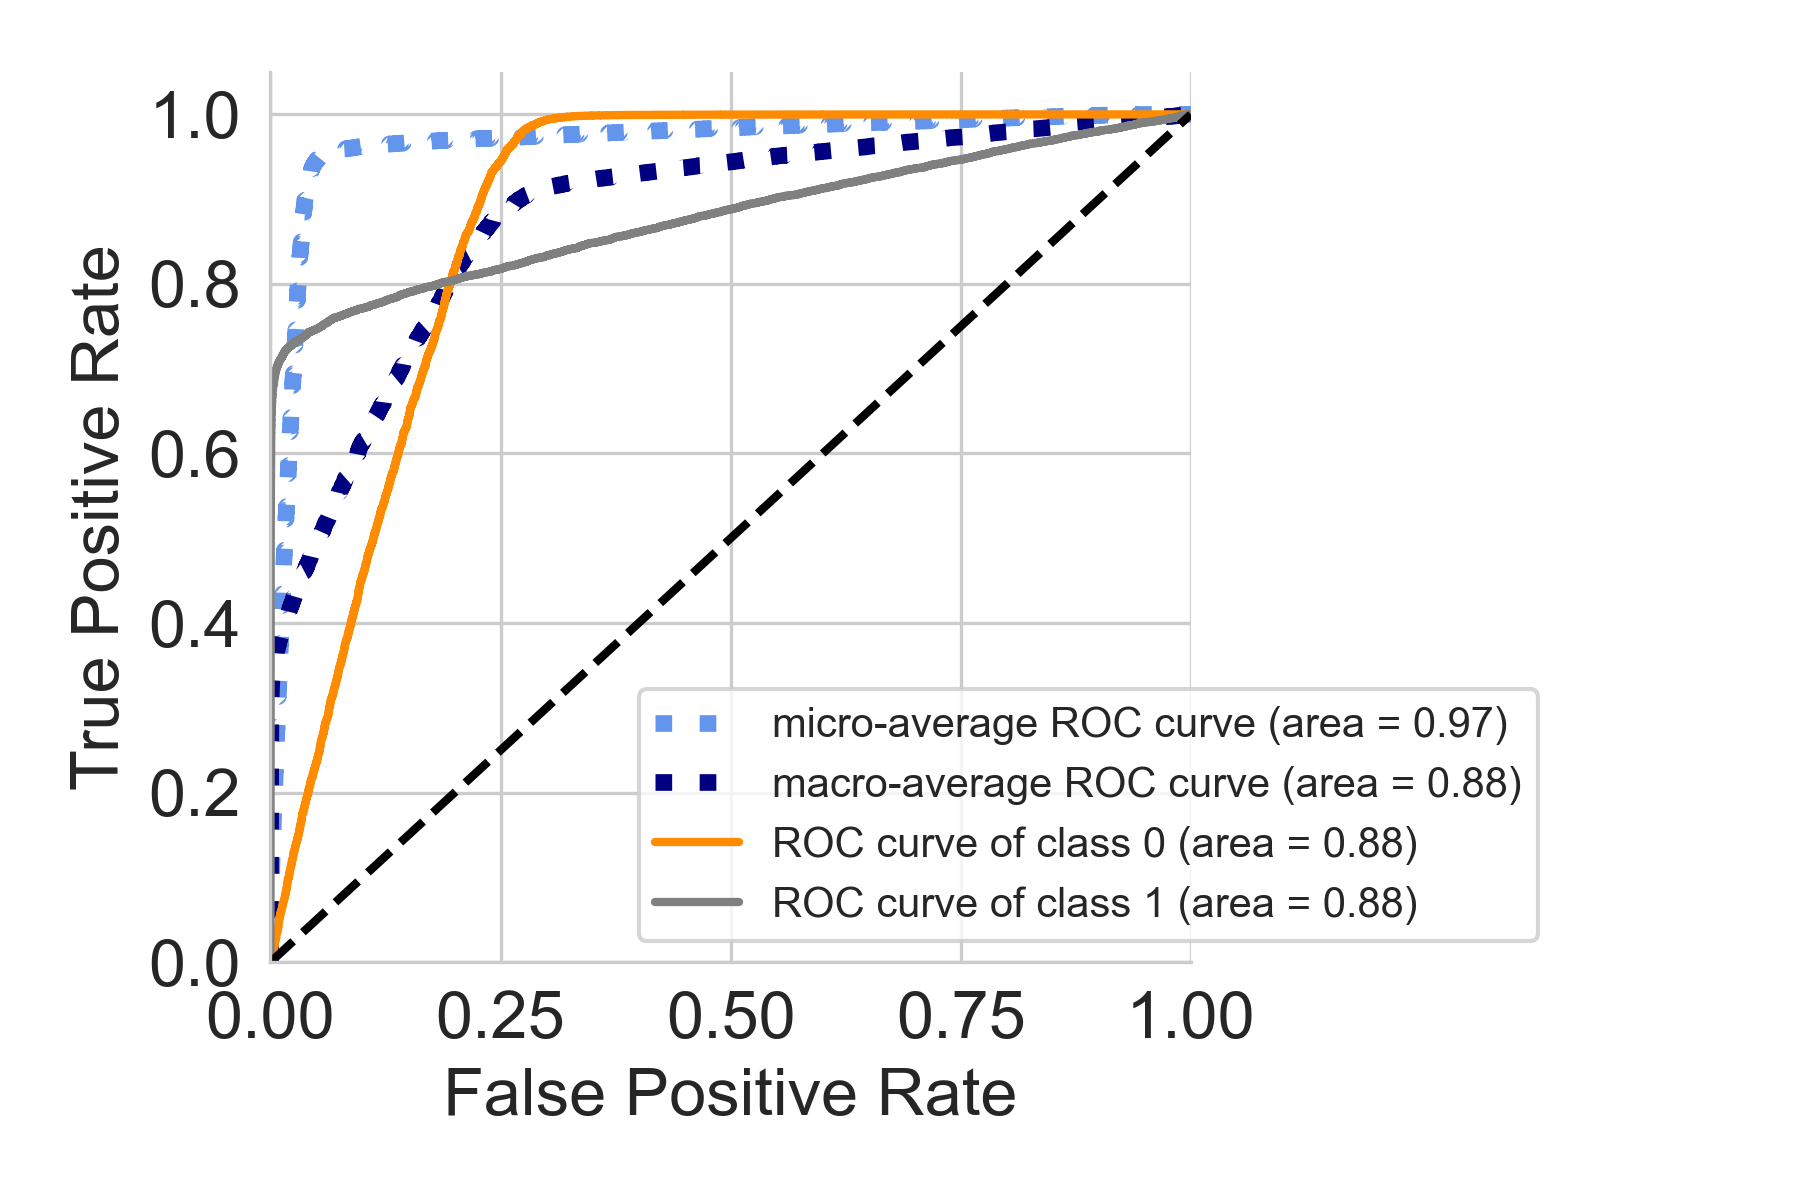 1.0
0.8
0.6
0.4
0.2
0.0
True Positive Rate
0.00 0.25 0.50 0.75 1.00
False Positive Rate
micro-average ROC curve (area = 0.97)
macro-average ROC curve (area = 0.88)
ROC curve of class 0 (area = 0.88)
ROC curve of class 1 (area = 0.88)